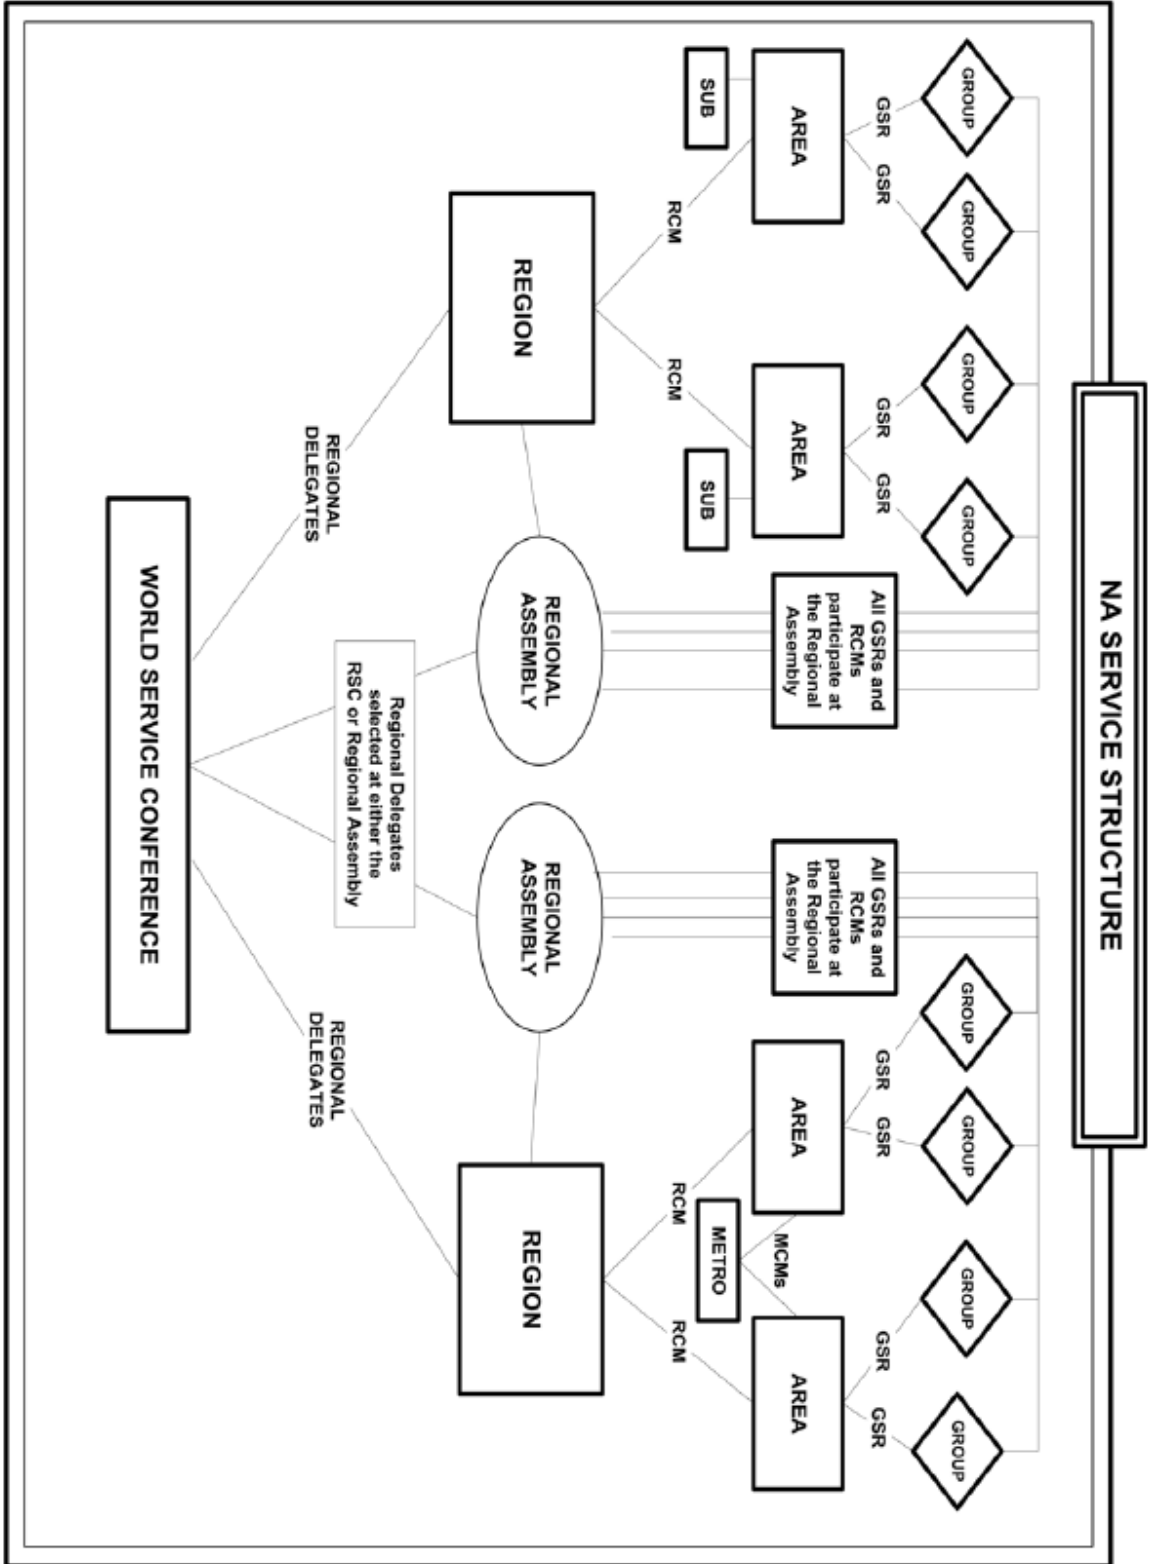 NA SERVICE STRUCTURE
GROUP
GROUP
GROUP
GROUP
GROUP
GROUP
GROUP
GROUP
GSR
GSR
GSR
GSR
GSR
GSR
GSR
GSR
AREA
AREA
All GSRs and
RCMs
participate at
the Regional
Assembly
All GSRs and
RCMs
participate at
the Regional
Assembly
AREA
AREA
SUB
SUB
MCMs
METRO
RCM
RCM
RCM
RCM
REGION
REGIONAL
ASSEMBLY
REGIONAL
ASSEMBLY
REGION
REGIONAL
DELEGATES
Regional Delegates
selected at either the
RSC or Regional Assembly
REGIONAL
DELEGATES
WORLD SERVICE CONFERENCE